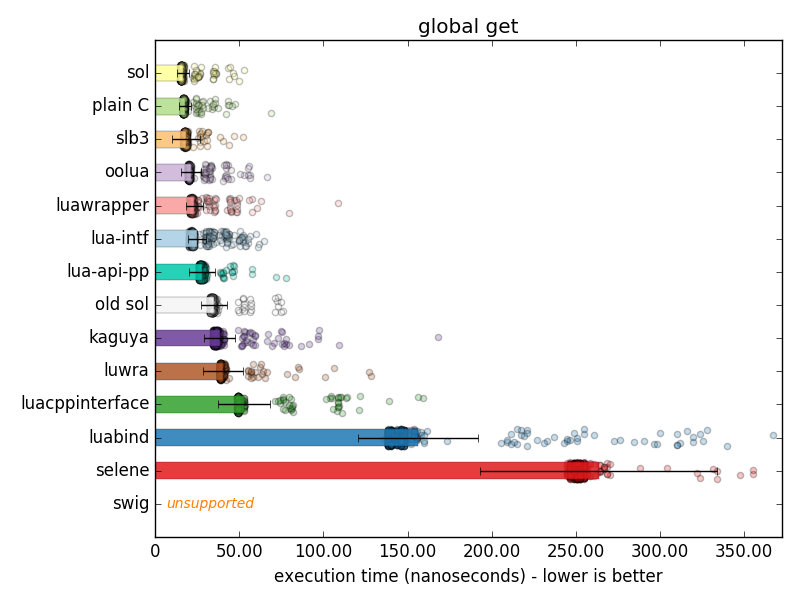 global get
sol
plain C
slb3
oolua
luawrapper
lua-intf
lua-api-pp
old sol
kaguya
luwra
luacppinterface
luabind
selene
swig unsupported
0 50.00 100.00 150.00 200.00 250.00 300.00 350.00
execution time (nanoseconds) - lower is better